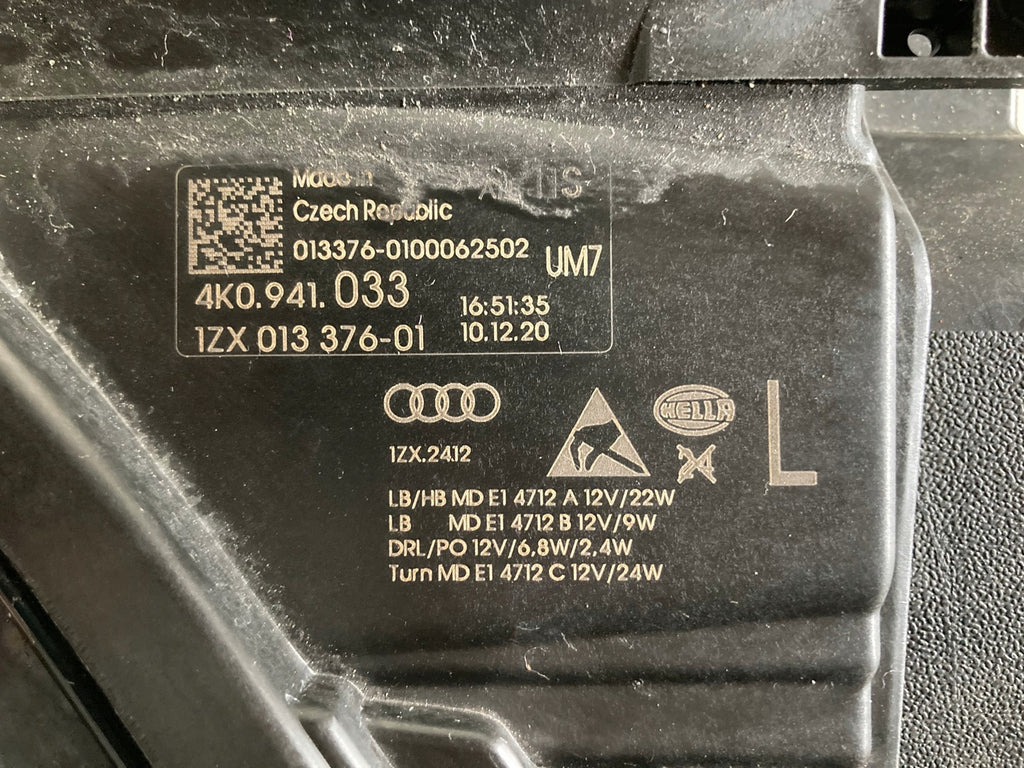 Made in
Czech Republic
013376-0100062502
UM7
4K0.941.033
16:51:35
1ZX 013 376-01
10.12.20
HELLA
L
1ZX.2412
24
LB/HB MD E1 4712 A 12V/22W
LB MD E1 4712 B 12V/9W
DRL/PO 12V/6,8W/2,4W
Turn MD E1 4712 C 12V/24W